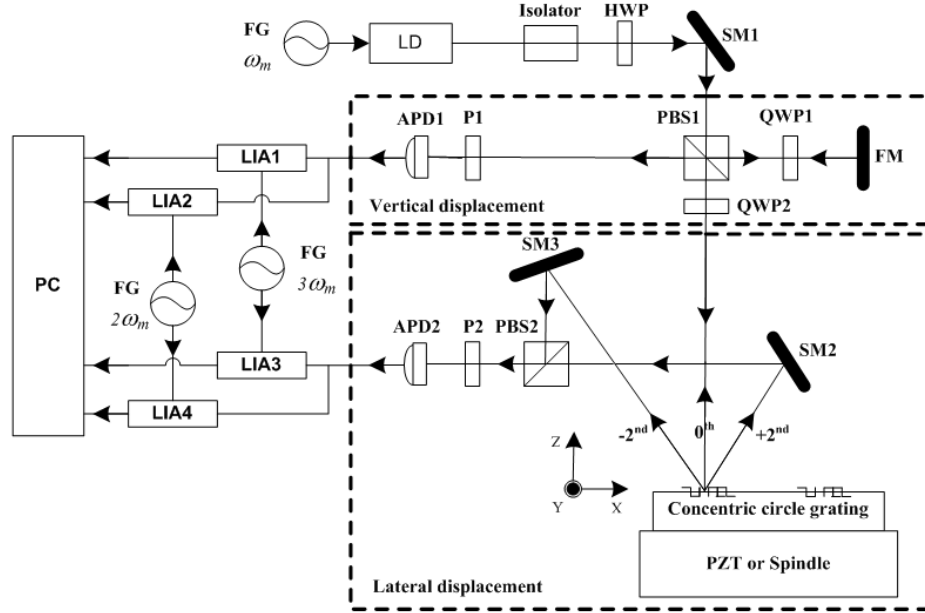 FG
ωm
LD
Isolator
HWP
SM1
APD1
P1
PBS1
QWP1
FM
QWP2
Vertical displacement
LIA1
LIA2
PC
FG
3ωm
FG
2ωm
LIA3
LIA4
SM3
APD2
P2
PBS2
SM2
-2nd
0th
+2nd
Z
Y
X
Concentric circle grating
PZT or Spindle
Lateral displacement